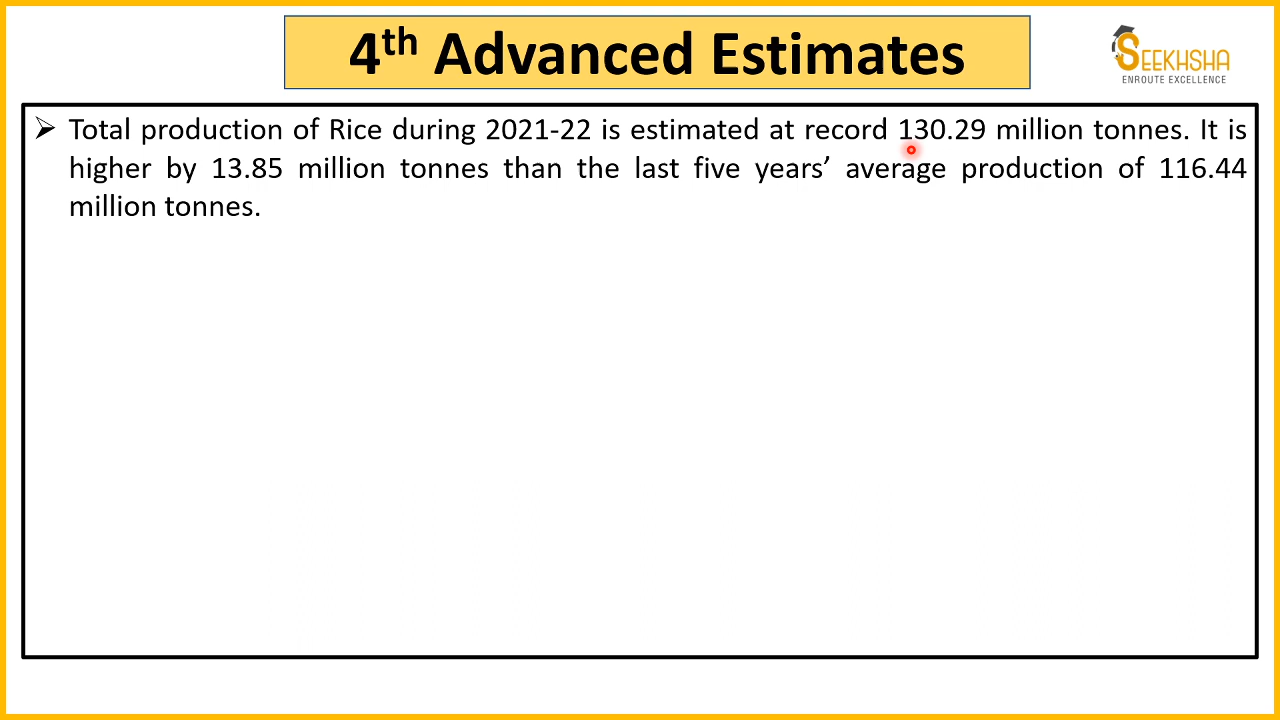 4th Advanced Estimates
SEEKHSHA
ENROUTE EXCELLENCE
➢ Total production of Rice during 2021-22 is estimated at record 130.29 million tonnes. It is
higher by 13.85 million tonnes than the last five years’ average production of 116.44
million tonnes.